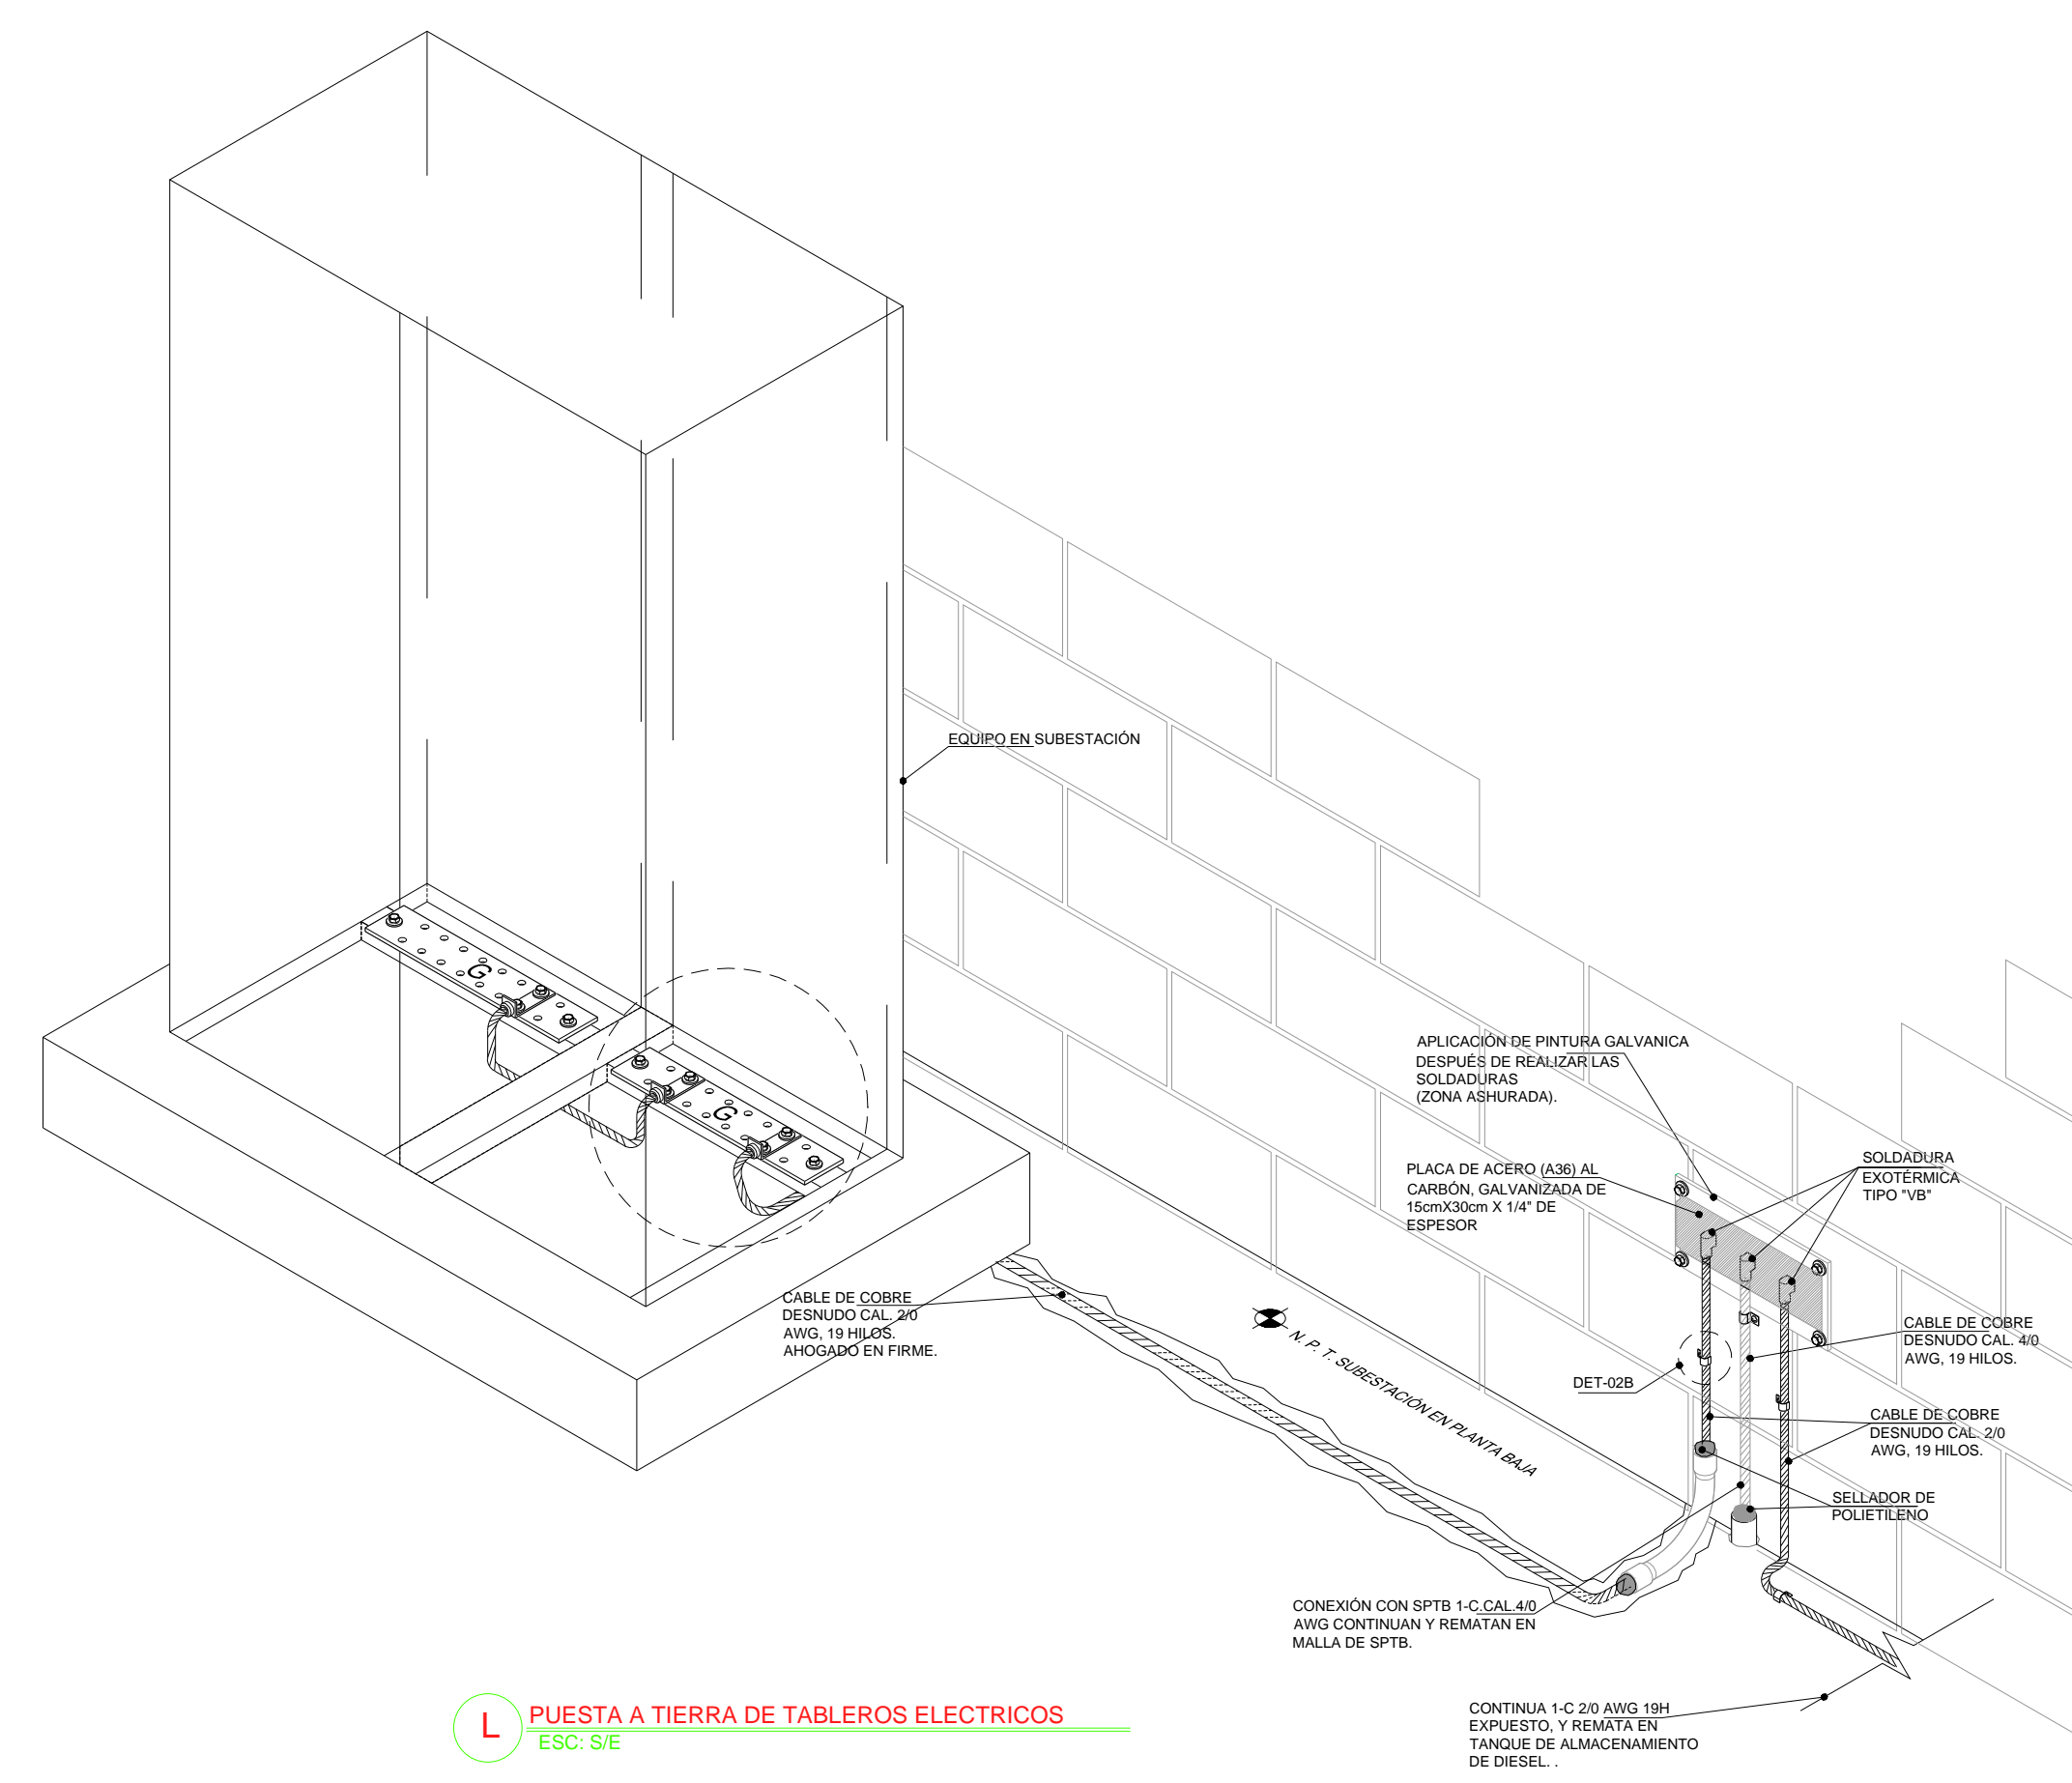 EQUIPO EN SUBESTACIÓN
G
G
APLICACIÓN DE PINTURA GALVANICA
DESPUÉS DE REALIZAR LAS
SOLDADURAS
(ZONA ASHURADA).
PLACA DE ACERO (A36) AL
CARBÓN, GALVANIZADA DE
15cmX30cm X 1/4" DE
ESPESOR
SOLDADURA
EXOTÉRMICA
TIPO "VB"
CABLE DE COBRE
DESNUDO CAL. 2/0
AWG, 19 HILOS.
AHOGADO EN FIRME.
N. P. T. SUBESTACIÓN EN PLANTA BAJA
CABLE DE COBRE
DESNUDO CAL. 4/0
AWG, 19 HILOS.
DET-02B
CABLE DE COBRE
DESNUDO CAL. 2/0
AWG, 19 HILOS.
SELLADOR DE
POLIETILENO
CONEXIÓN CON SPTB 1-C.CAL.4/0
AWG CONTINUAN Y REMATAN EN
MALLA DE SPTB.
CONTINUA 1-C 2/0 AWG 19H
EXPUESTO, Y REMATA EN
TANQUE DE ALMACENAMIENTO
DE DIESEL. .
L
PUESTA A TIERRA DE TABLEROS ELECTRICOS
ESC: S/E